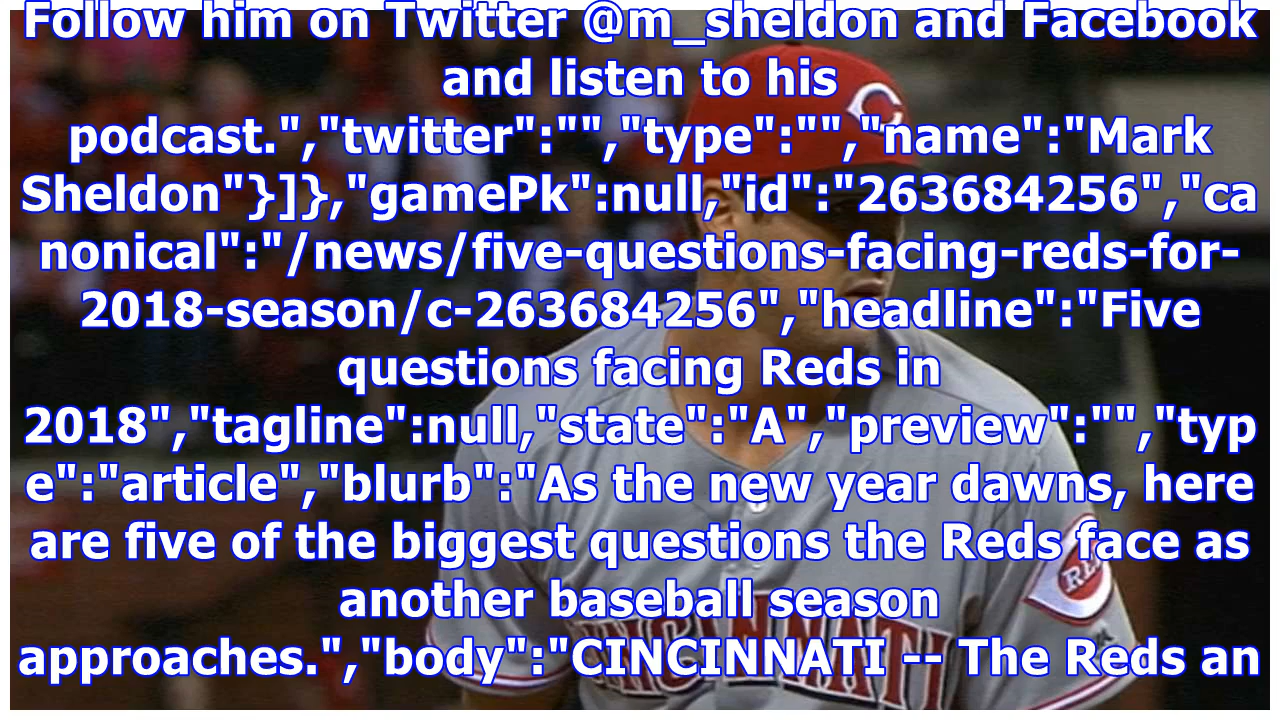 Follow him on Twitter @m_sheldon and Facebook
and listen to his
podcast.","twitter":"","type":"","name":"Mark
Sheldon"}]},"gamePk":null,"id":"263684256","ca
nonical":"/news/five-questions-facing-reds-for-
2018-season/c-263684256","headline":"Five
questions facing Reds in
2018","tagline":null,"state":"A","preview":"","typ
e":"article","blurb":"As the new year dawns, here
are five of the biggest questions the Reds face as
another baseball season
approaches.","body":"CINCINNATI -- The Reds an
C
REDS
CINCINNATI